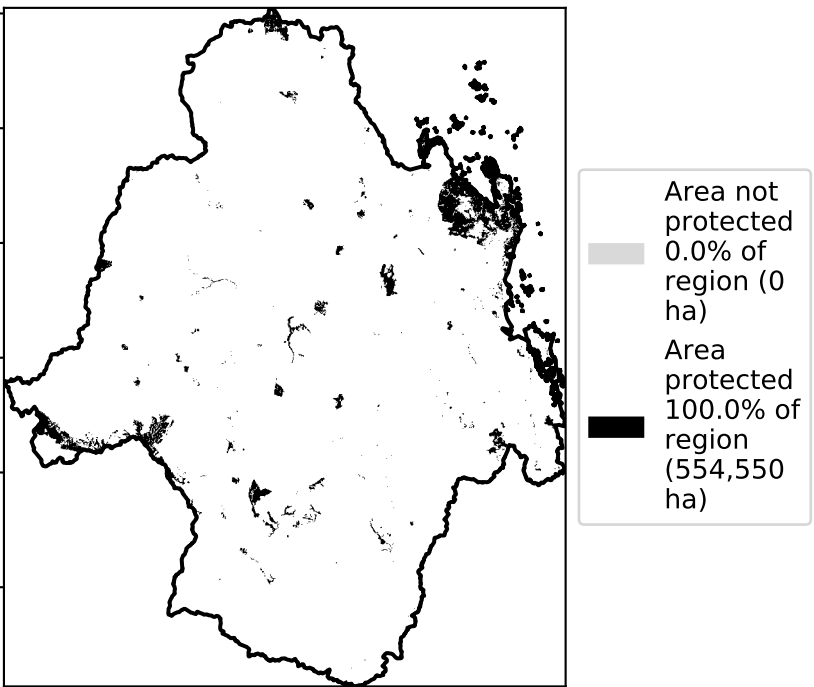 Area not
protected
0.0% of
region (0
ha)
Area
protected
100.0% of
region
(554,550
ha)